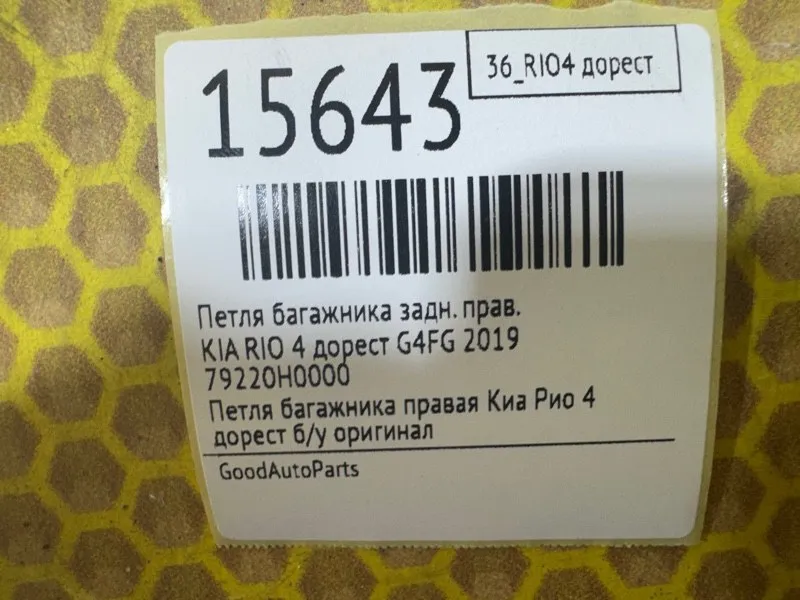 36_RIO4 дорест
15643
Петля багажника задн. прав.
KIA RIO 4 дорест G4FG 2019
79220H0000
Петля багажника правая Киа Рио 4
дорест б/у оригинал
GoodAutoParts